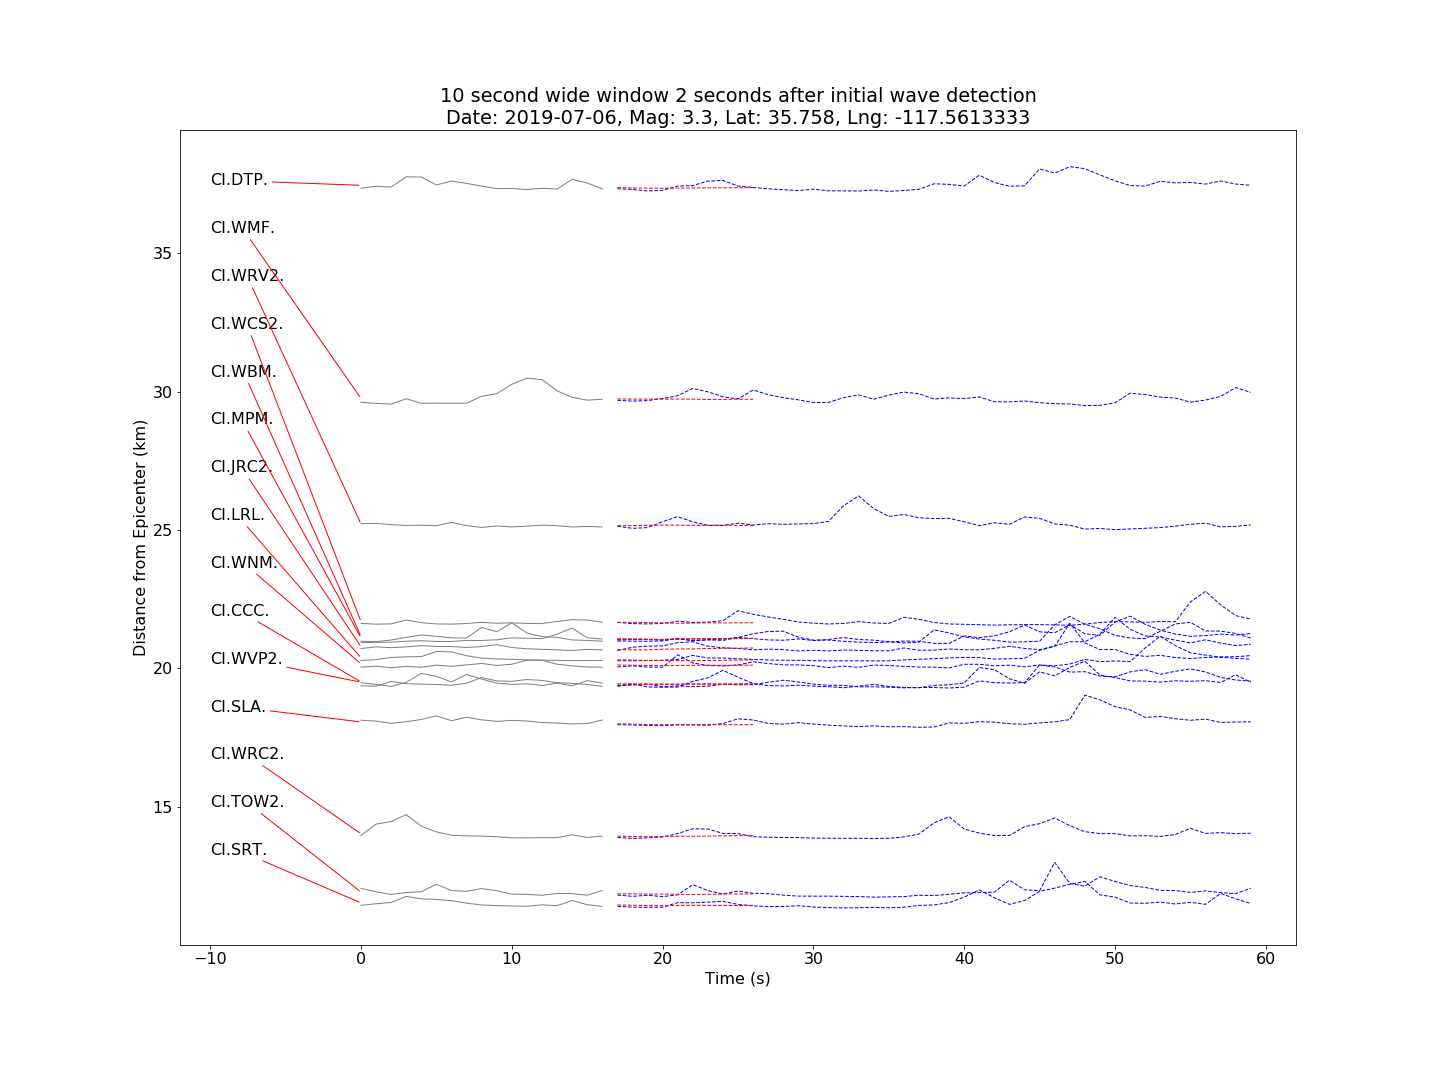 10 second wide window 2 seconds after initial wave detection
Date: 2019-07-06, Mag: 3.3, Lat: 35.758, Lng: -117.5613333
CI.DTP.
CI.WMF.
CI.WRV2.
CI.WCS2.
CI.WBM.
CI.MPM.
CI.JRC2.
CI.LRL.
CI.WNM.
CI.CCC.
CI.WVP2.
CI.SLA.
CI.WRC2.
CI.TOW2.
CI.SRT.
Distance from Epicenter (km)
35
30
25
20
15
−10 0 10 20 30 40 50 60
Time (s)